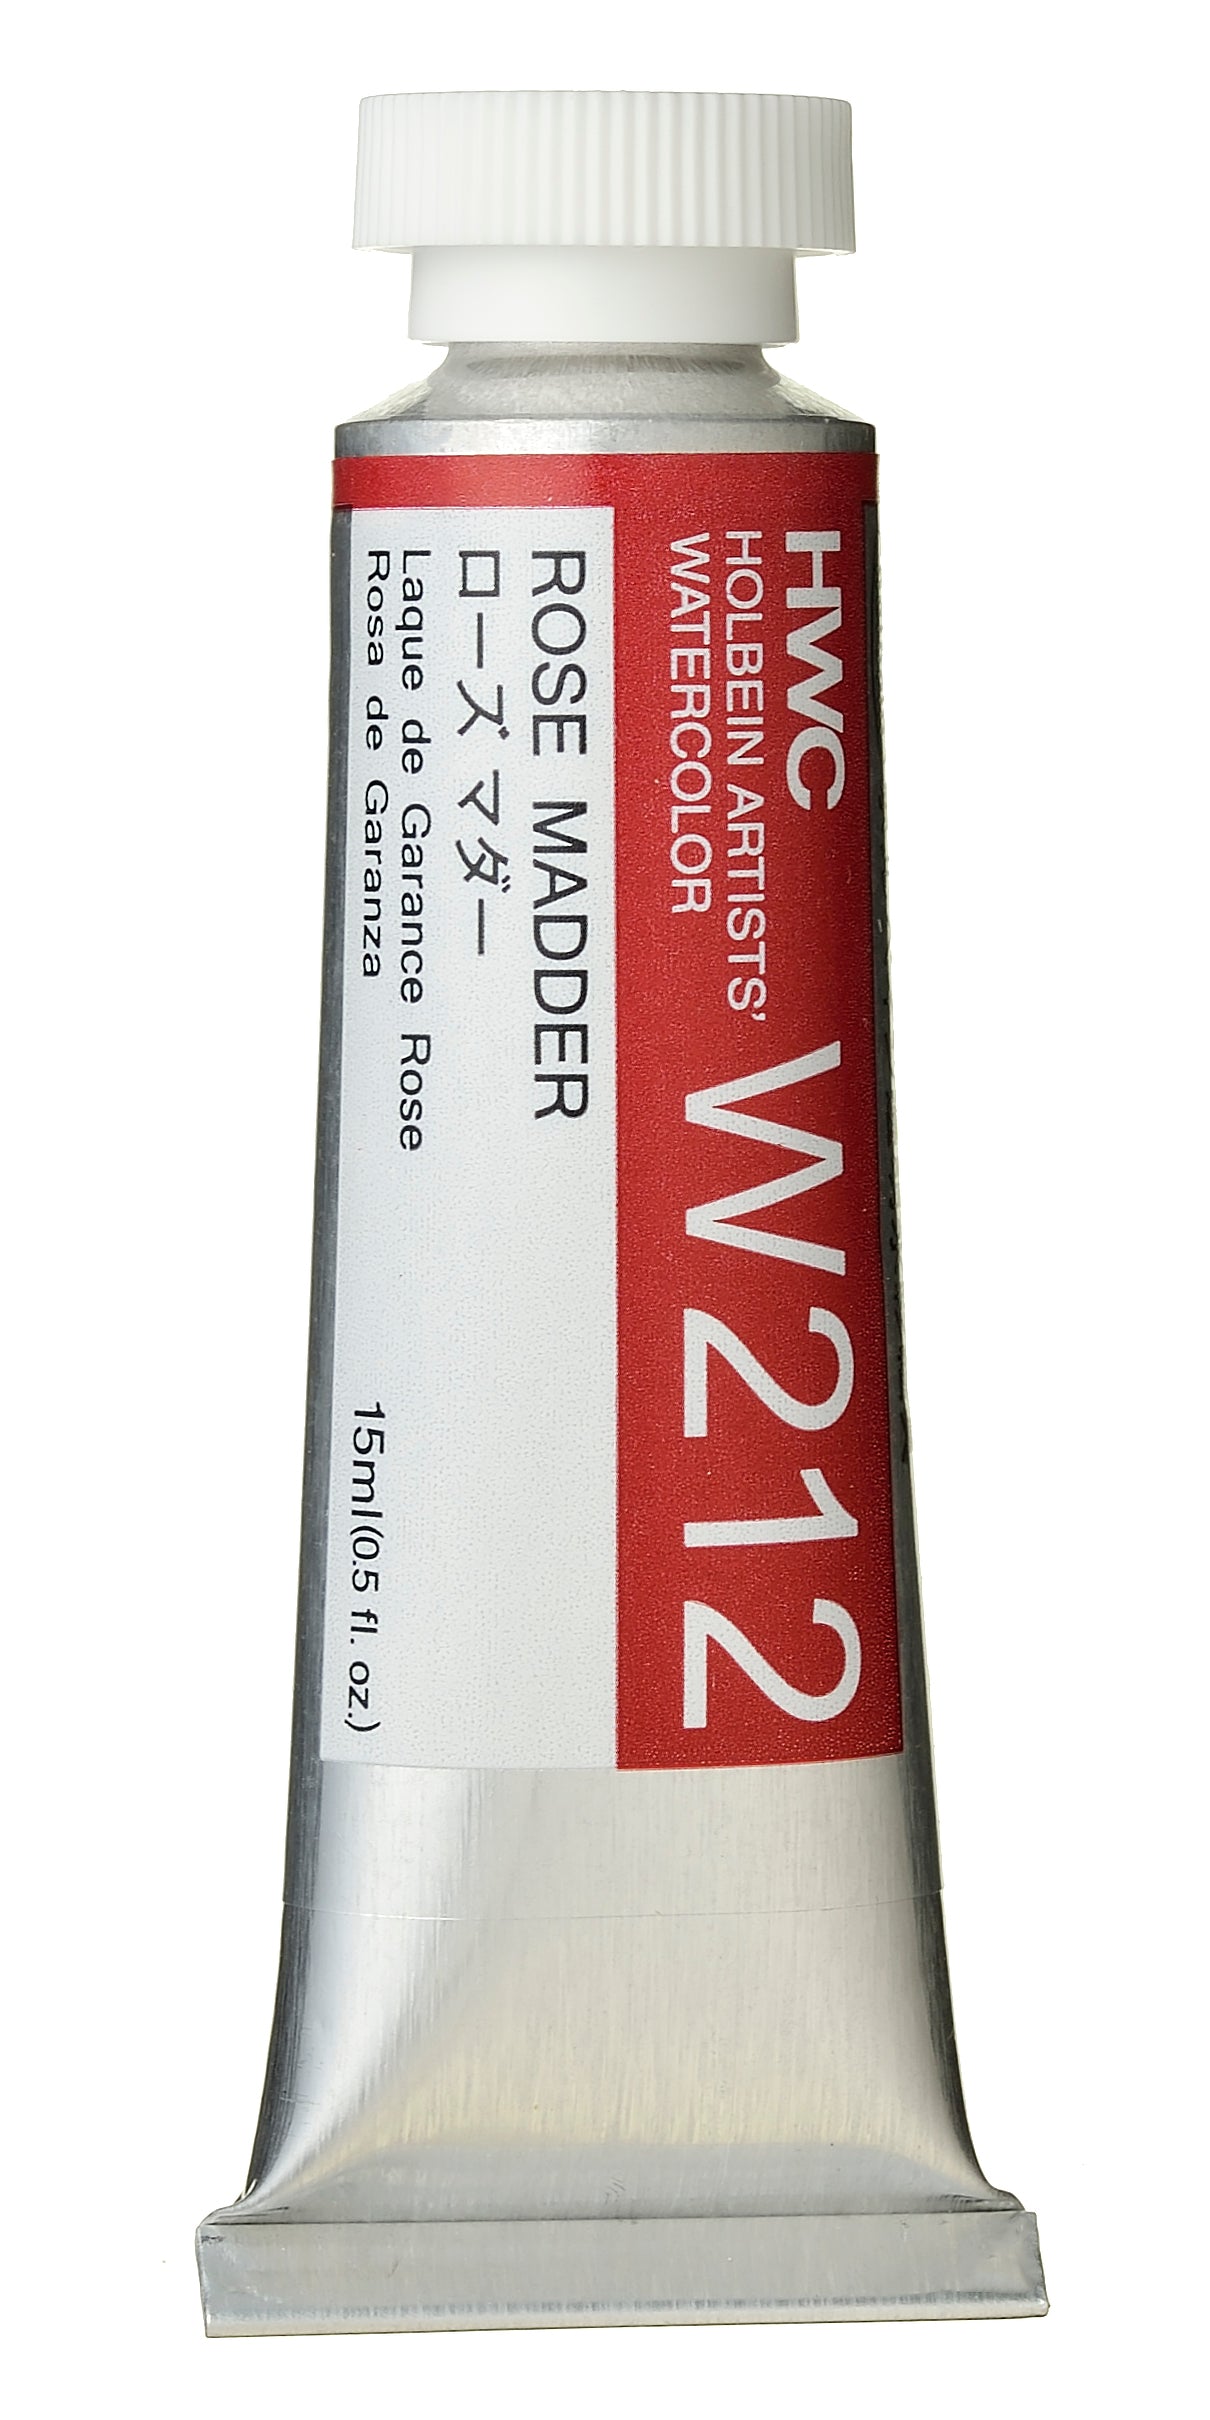 HWC
HOLBEIN ARTISTS'
WATERCOLOR
W212
ROSE MADDER
ローズ マダー
Laque de Garance Rose
Rosa de Garanza
15ml(0.5 fl. oz.)